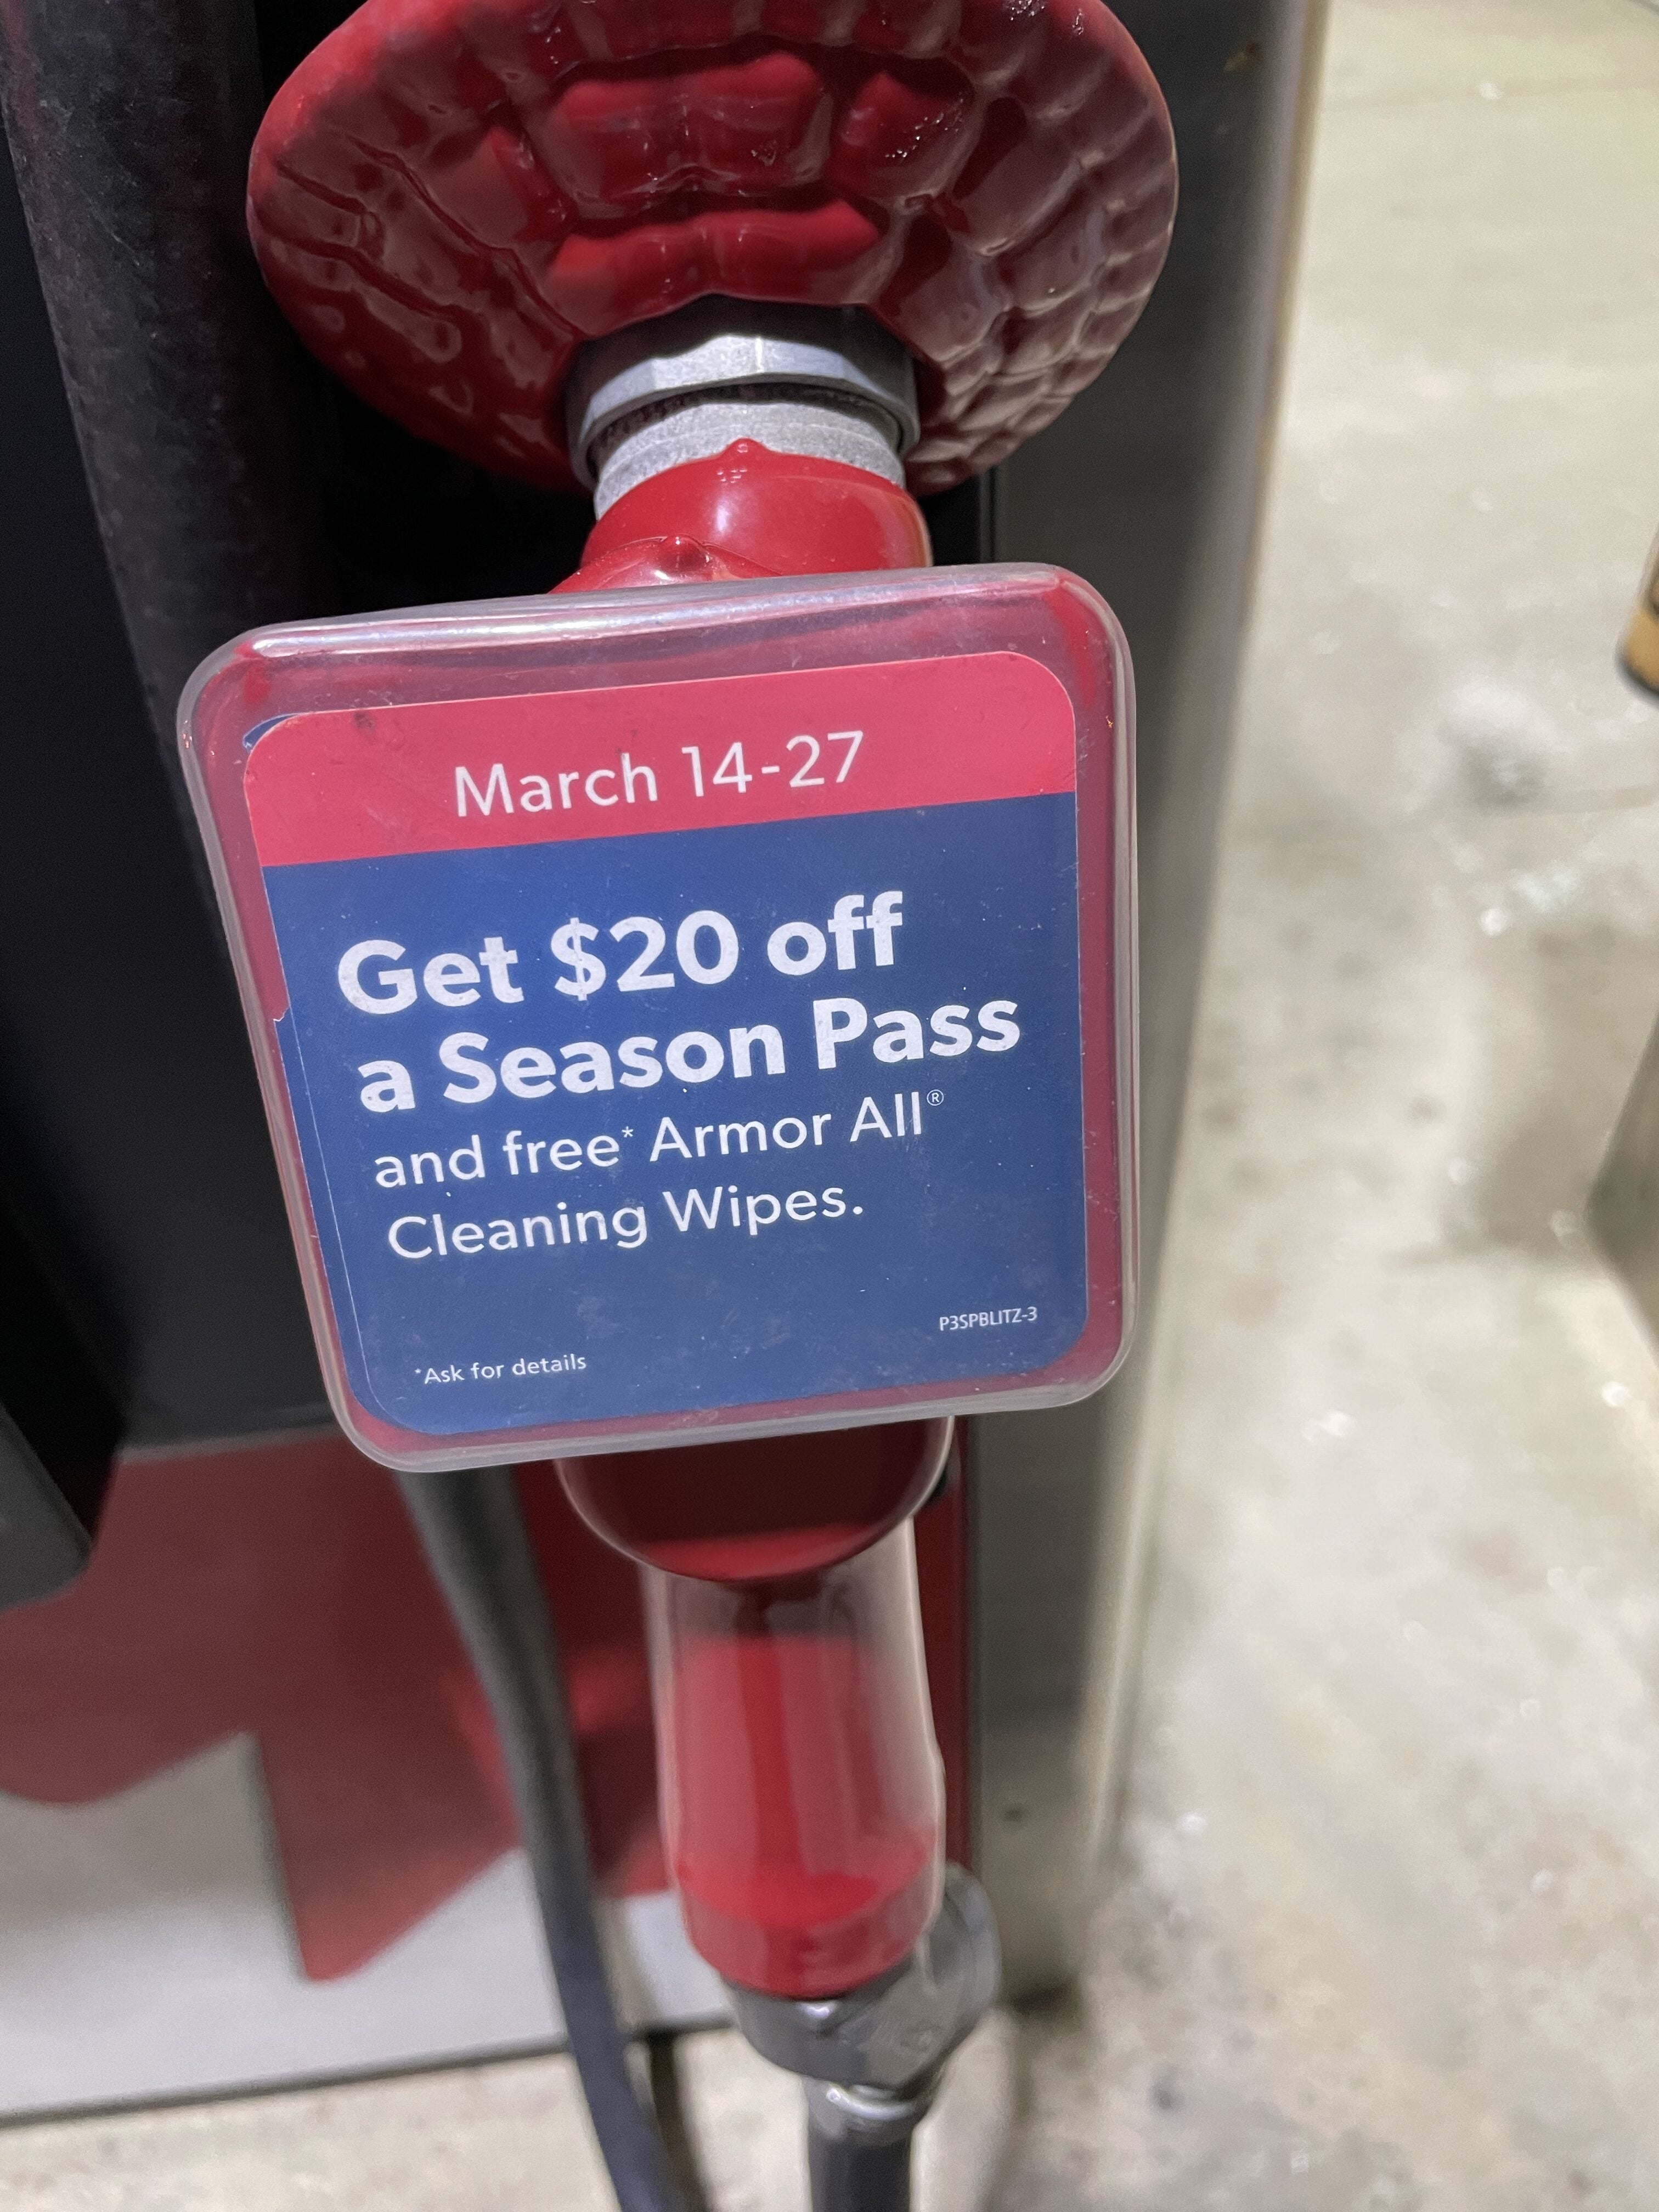 March 14-27
Get $20 off
a Season Pass
and free* Armor All®
Cleaning Wipes.
P3SPBLITZ-3
*Ask for details